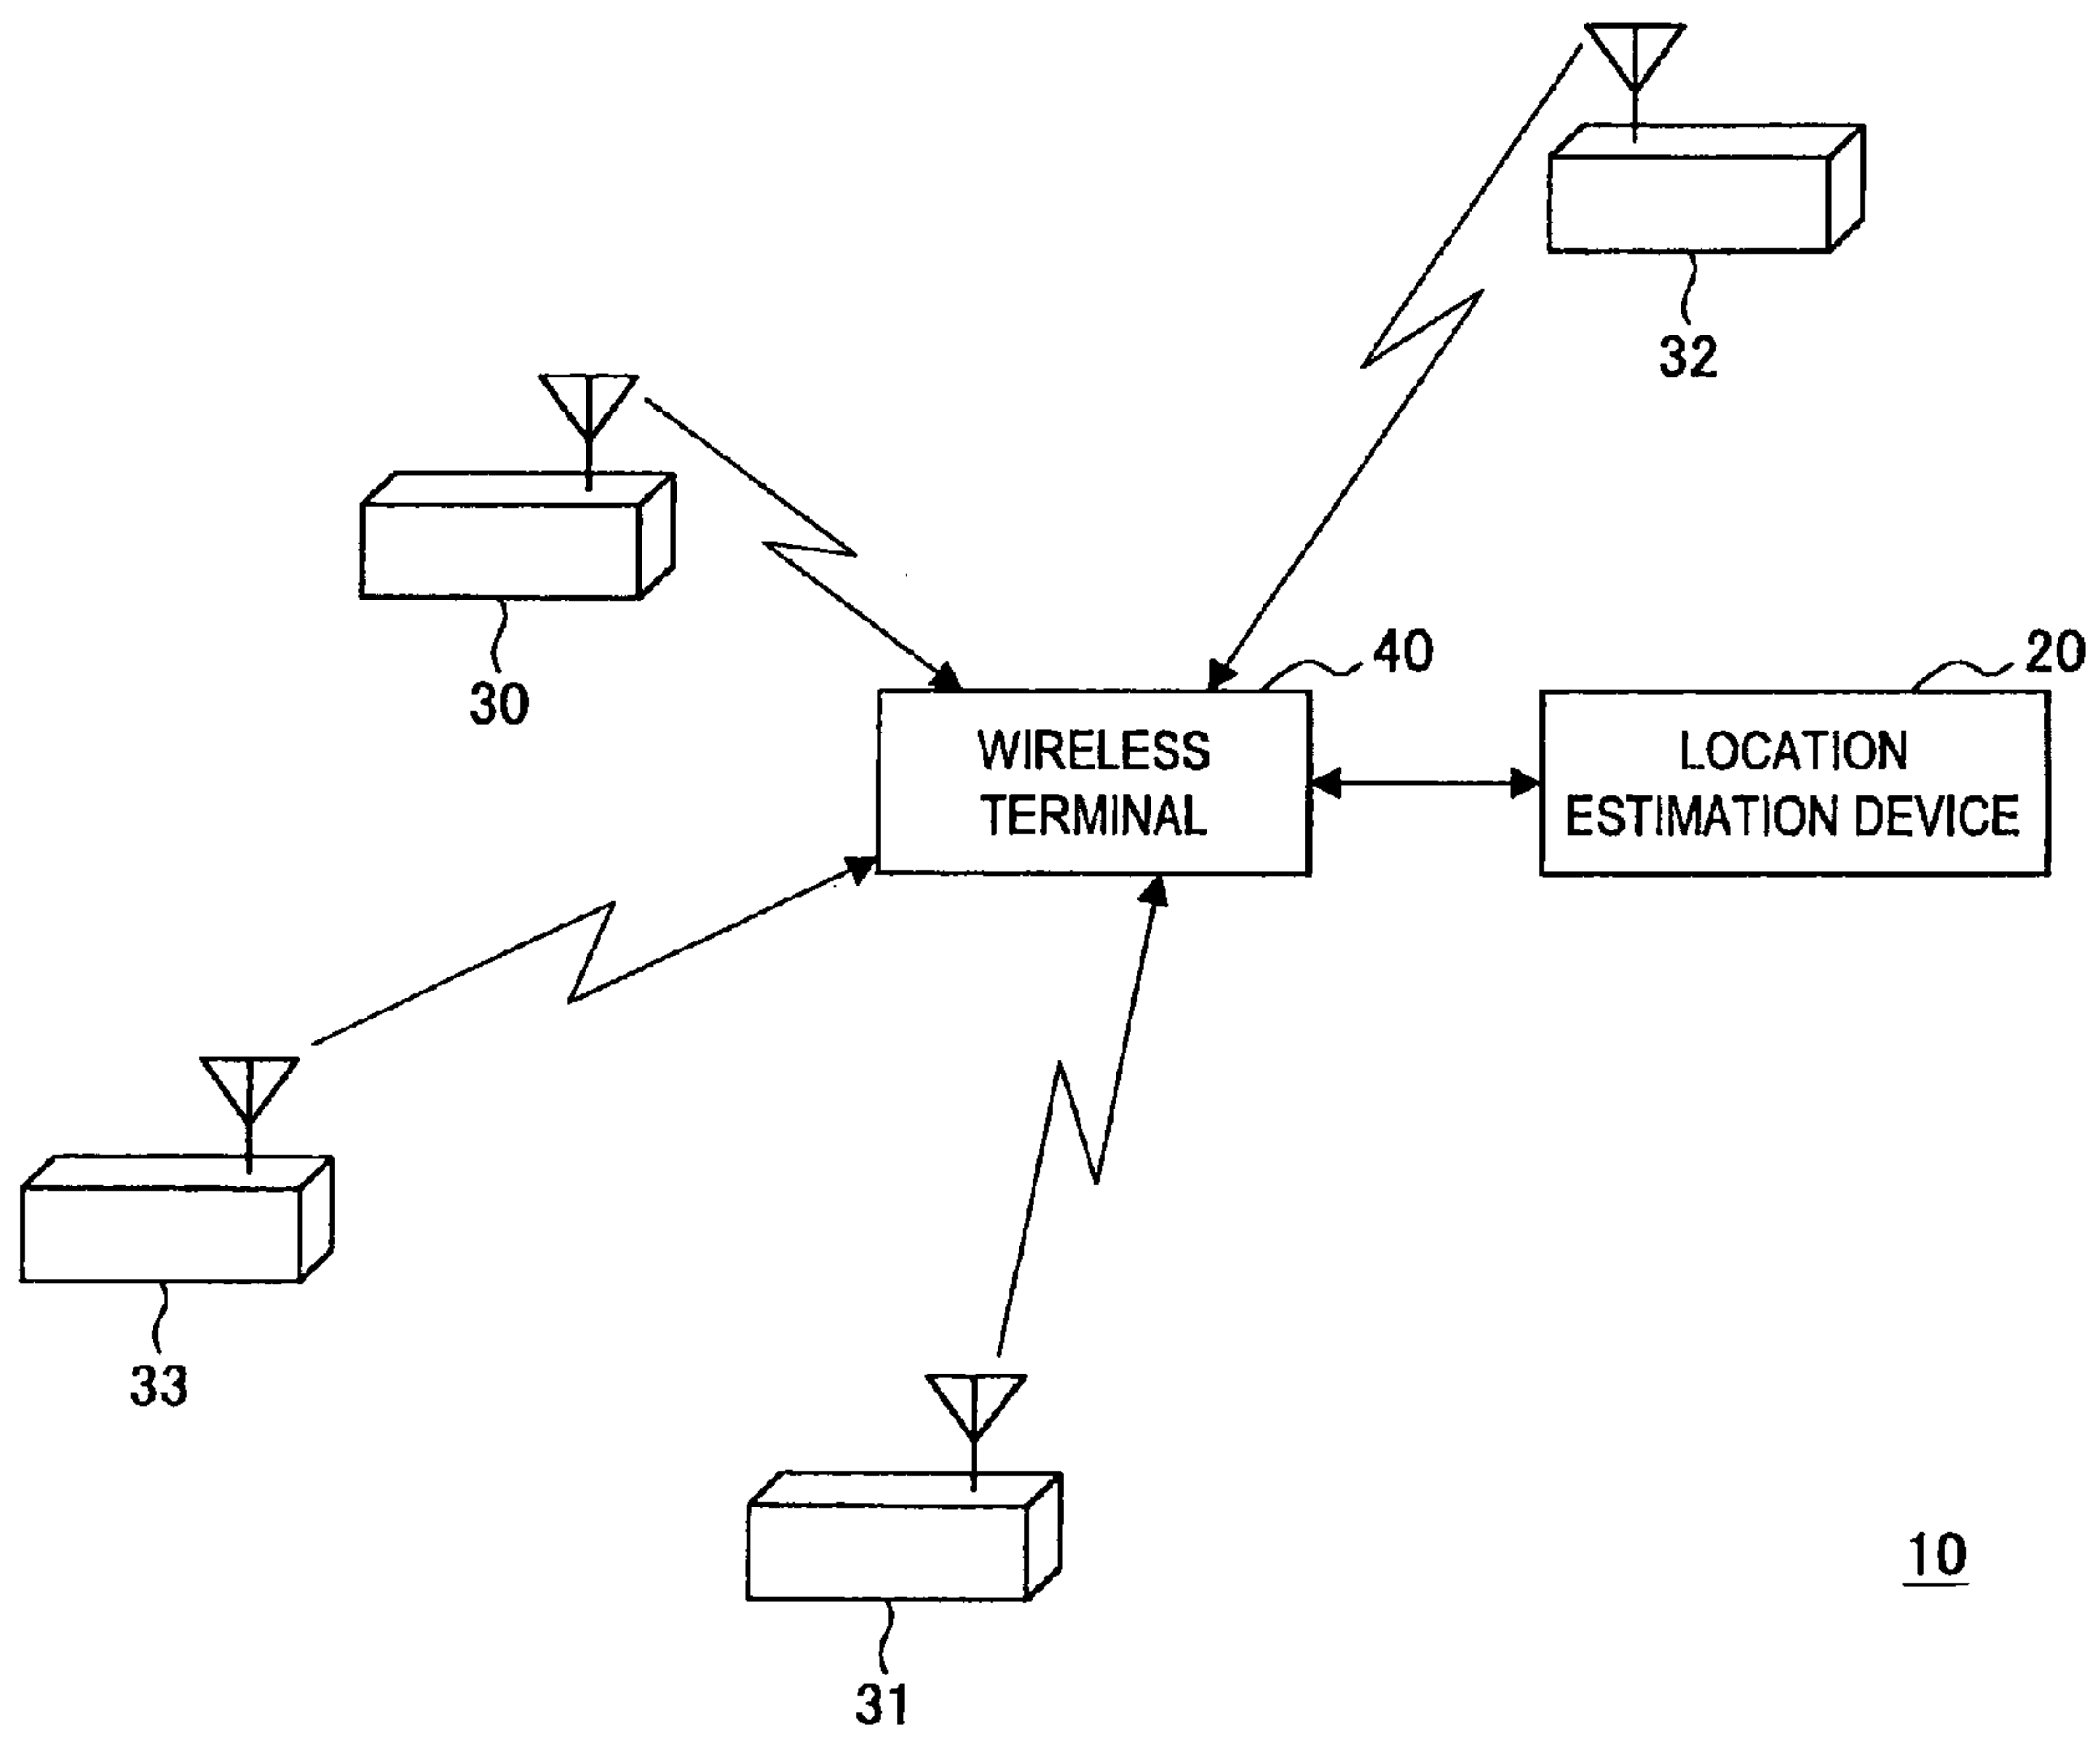 32
30
40
20
WIRELESS
TERMINAL
LOCATION
ESTIMATION DEVICE
33
31
10